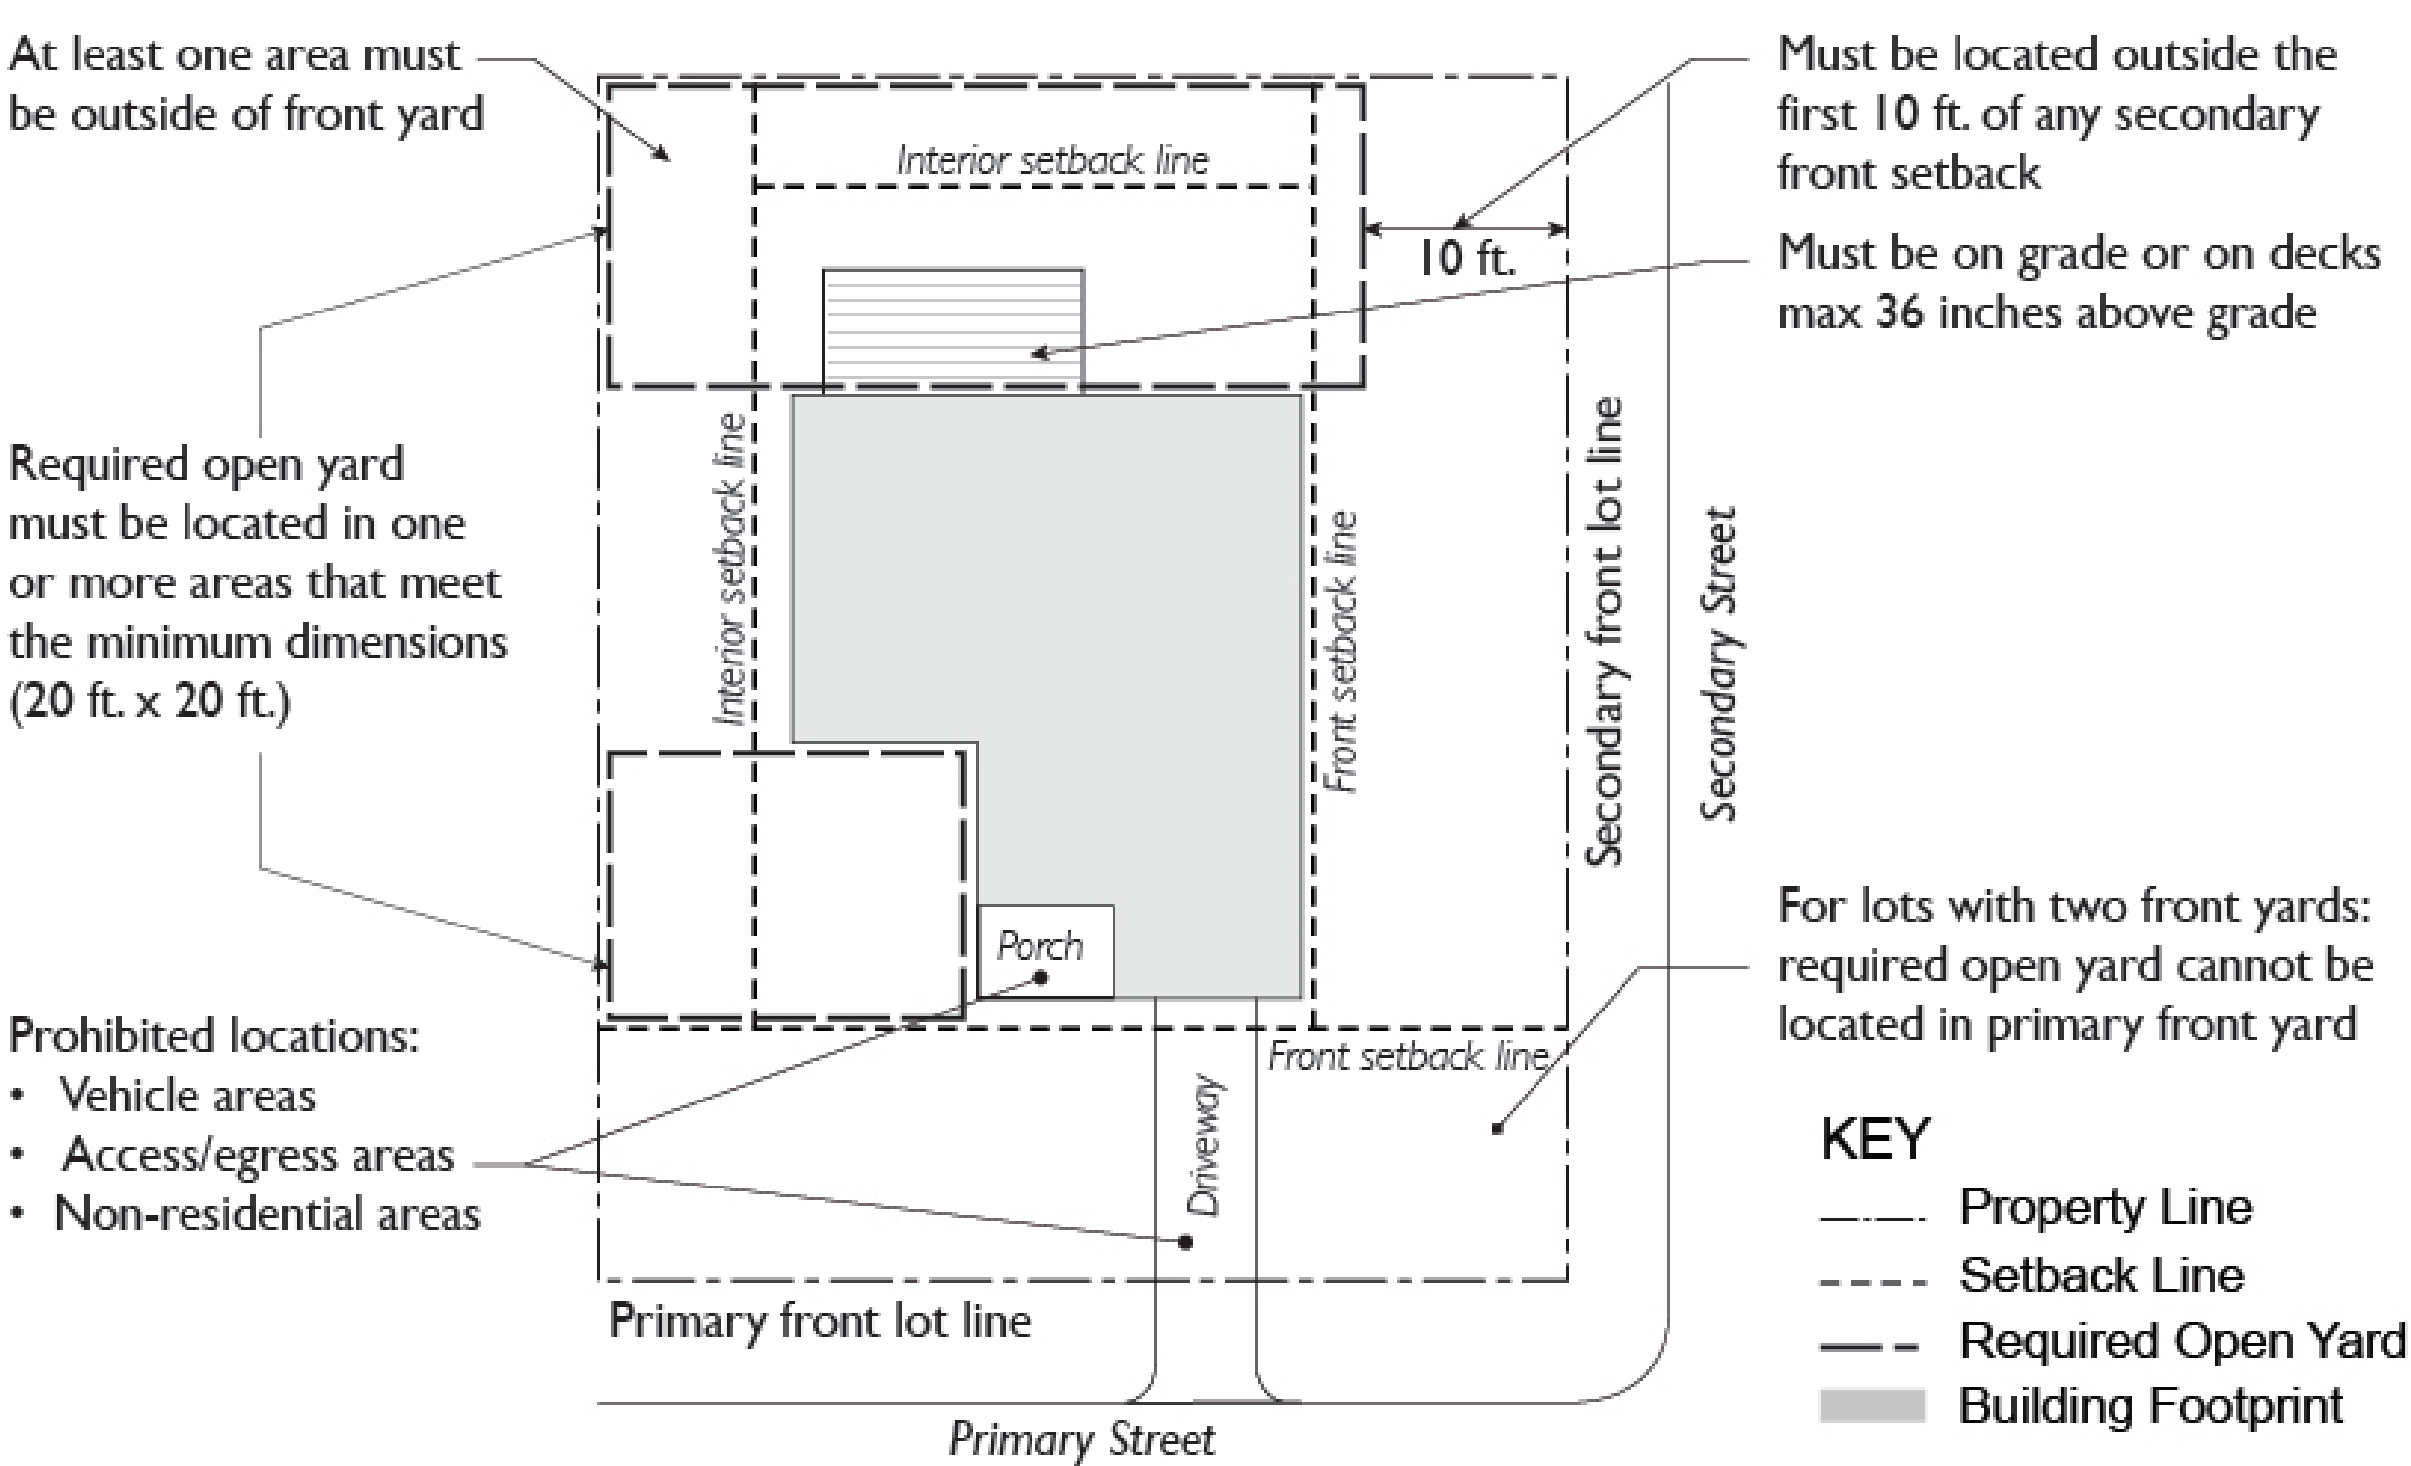 At least one area must
be outside of front yard
Must be located outside the
first 10 ft. of any secondary
front setback
Interior setback line
10 ft.
Must be on grade or on decks
max 36 inches above grade
Required open yard
must be located in one
or more areas that meet
the minimum dimensions
(20 ft. x 20 ft.)
Interior setback line
Front setback line
Secondary front lot line
Secondary Street
Porch
For lots with two front yards:
required open yard cannot be
located in primary front yard
Prohibited locations:
• Vehicle areas
• Access/egress areas
• Non-residential areas
Front setback line
Driveway
Primary front lot line
Primary Street
KEY
Property Line
Setback Line
Required Open Yard
Building Footprint